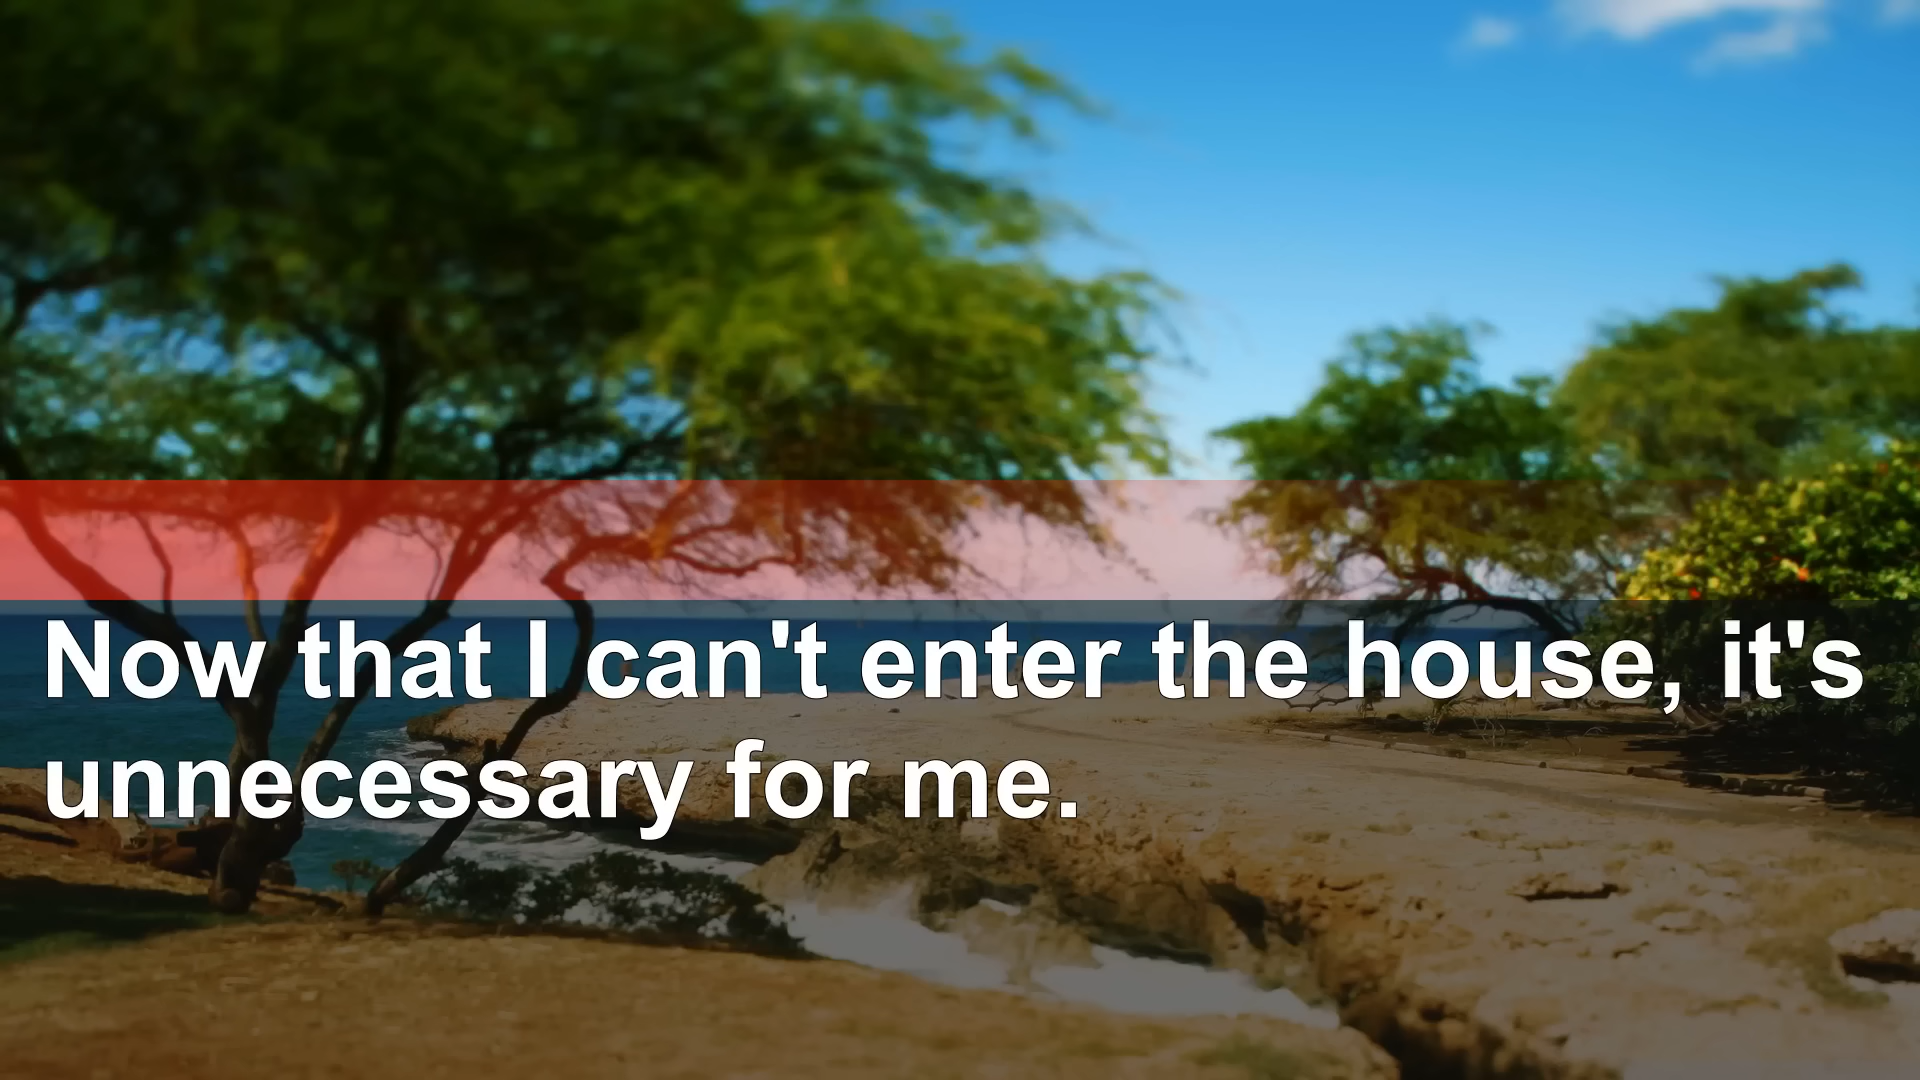 Now that I can't enter the house, it's
unnecessary for me.